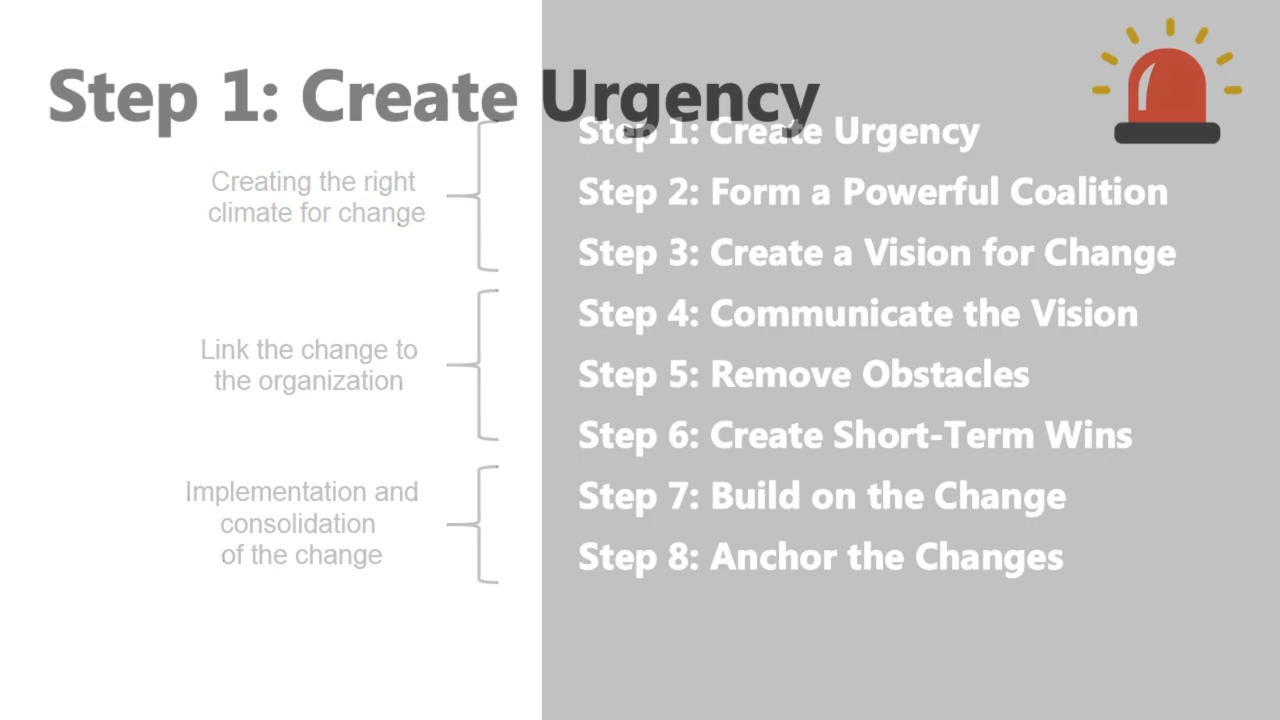 Step 1: Create Urgency
Creating the right
climate for change
Link the change to
the organization
Implementation and
consolidation
of the change
Step 1: Create Urgency
Step 2: Form a Powerful Coalition
Step 3: Create a Vision for Change
Step 4: Communicate the Vision
Step 5: Remove Obstacles
Step 6: Create Short-Term Wins
Step 7: Build on the Change
Step 8: Anchor the Changes